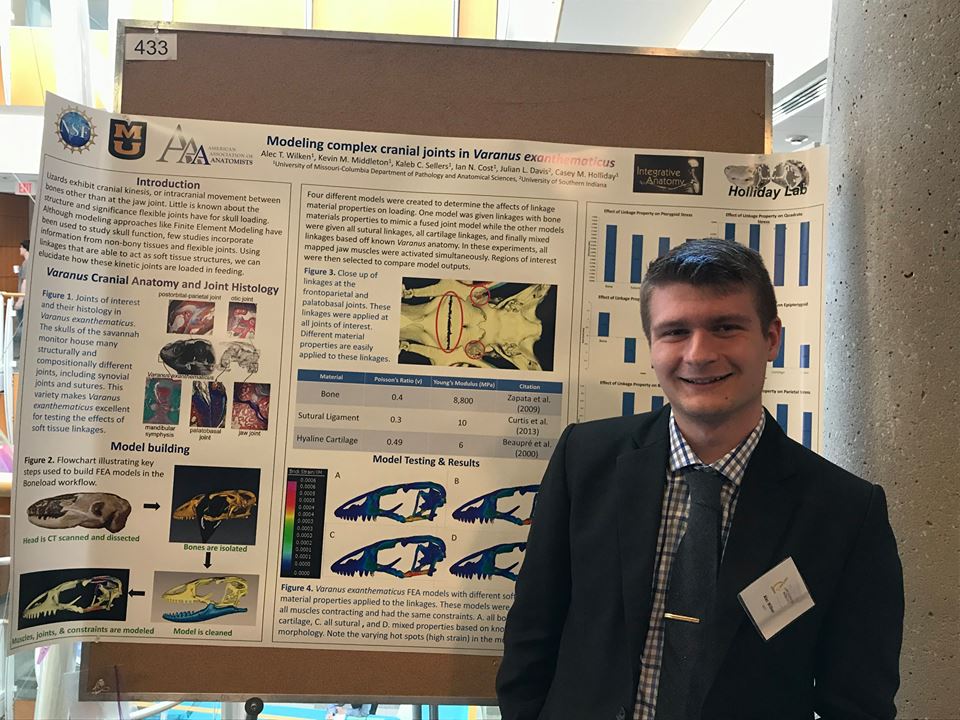 433
NSF
MU
AAA
AMERICAN
ASSOCIATION OF
ANATOMISTS
Modeling complex cranial joints in Varanus exanthematicus
Alec T. Wilken¹, Kevin M. Middleton¹, Kaleb C. Sellers¹, Ian N. Cost¹, Julian L. Davis², Casey M. Holliday¹
¹University of Missouri-Columbia Department of Pathology and Anatomical Sciences, ²University of Southern Indiana
Integrative
Anatomy
Holliday Lab
Introduction
Lizards exhibit cranial kinesis, or intracranial movement between
bones other than at the jaw joint. Little is known about the
structure and significance flexible joints have for skull loading.
Although modeling approaches like Finite Element Modeling have
been used to study skull function, few studies incorporate
information from non-bony tissues and flexible joints. Using
linkages that are able to act as soft tissue structures, we can
elucidate how these kinetic joints are loaded in feeding.
Varanus Cranial Anatomy and Joint Histology
Figure 1. Joints of interest
and their histology in
Varanus exanthematicus.
The skulls of the savannah
monitor house many
structurally and
compositionally different
joints, including synovial
joints and sutures. This
variety makes Varanus
exanthematicus excellent
for testing the effects of
soft tissue linkages.
postorbital-parietal joint
otic joint
Varanus exanthematicus
mandibular
symphysis
palatobasal
joint
jaw joint
Model building
Figure 2. Flowchart illustrating key
steps used to build FEA models in the
Boneload workflow.
Head is CT scanned and dissected
Bones are isolated
Muscles, joints, & constraints are modeled
Model is cleaned
Four different models were created to determine the affects of linkage
material properties on loading. One model was given linkages with bone
materials properties to mimic a fused joint model while the other models
were given all sutural linkages, all cartilage linkages, and finally mixed
linkages based off known Varanus anatomy. In these experiments, all
mapped jaw muscles were activated simultaneously. Regions of interest
were then selected to compare model outputs.
Figure 3. Close up of
linkages at the
frontoparietal and
palatobasal joints. These
linkages were applied at
all joints of interest.
Different material
properties are easily
applied to these linkages.
Material Poisson's Ratio (v) Young's Modulus (MPa) Citation
Bone 0.4 8,800 Zapata et al. (2009)
Sutural Ligament 0.3 10 Curtis et al. (2013)
Hyaline Cartilage 0.49 6 Beaupré et al. (2000)
Model Testing & Results
Brick Strain
A
B
C
D
Figure 4. Varanus exanthematicus FEA models with different sof
material properties applied to the linkages. These models were
all muscles contracting and had the same constraints. A. all bo
cartilage, C. all sutural, and D. mixed properties based on kno
morphology. Note the varying hot spots (high strain) in the m
Effect of Linkage Property on Pterygoid Stress
Effect of Linkage Property on Quadrate
Stress
Effect of Linkage Prop
on Epipterygoid
Effect of Linkage Property on
on Parietal Stress